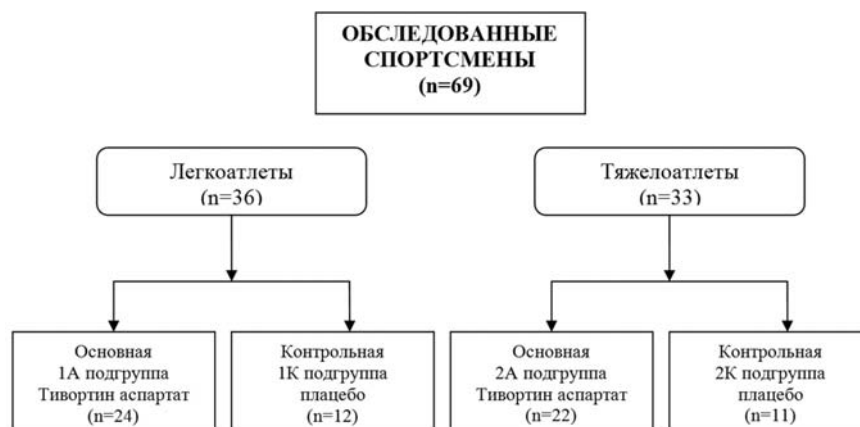 ОБСЛЕДОВАННЫЕ
СПОРТСМЕНЫ
(n=69)
Легкоатлеты
(n=36)
Тяжелоатлеты
(n=33)
Основная
1А подгруппа
Тивортин аспартат
(n=24)
Контрольная
1К подгруппа
плацебо
(n=12)
Основная
2А подгруппа
Тивортин аспартат
(n=22)
Контрольная
2К подгруппа
плацебо
(n=11)